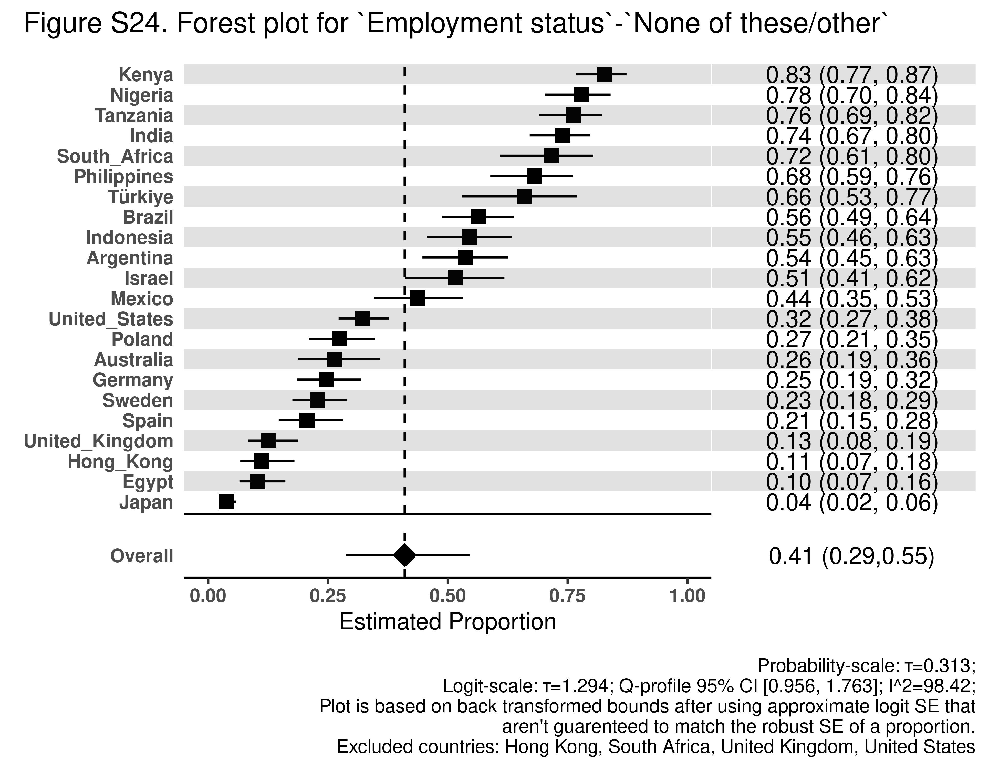 Figure S24. Forest plot for `Employment status`-`None of these/other`
Kenya 0.83 (0.77, 0.87)
Nigeria 0.78 (0.70, 0.84)
Tanzania 0.76 (0.69, 0.82)
India 0.74 (0.67, 0.80)
South_Africa 0.72 (0.61, 0.80)
Philippines 0.68 (0.59, 0.76)
Türkiye 0.66 (0.53, 0.77)
Brazil 0.56 (0.49, 0.64)
Indonesia 0.55 (0.46, 0.63)
Argentina 0.54 (0.45, 0.63)
Israel 0.51 (0.41, 0.62)
Mexico 0.44 (0.35, 0.53)
United_States 0.32 (0.27, 0.38)
Poland 0.27 (0.21, 0.35)
Australia 0.26 (0.19, 0.36)
Germany 0.25 (0.19, 0.32)
Sweden 0.23 (0.18, 0.29)
Spain 0.21 (0.15, 0.28)
United_Kingdom 0.13 (0.08, 0.19)
Hong_Kong 0.11 (0.07, 0.18)
Egypt 0.10 (0.07, 0.16)
Japan 0.04 (0.02, 0.06)
Overall 0.41 (0.29,0.55)
0.00 0.25 0.50 0.75 1.00
Estimated Proportion
Probability-scale: τ=0.313;
Logit-scale: τ=1.294; Q-profile 95% CI [0.956, 1.763]; I^2=98.42;
Plot is based on back transformed bounds after using approximate logit SE that
aren't guarenteed to match the robust SE of a proportion.
Excluded countries: Hong Kong, South Africa, United Kingdom, United States